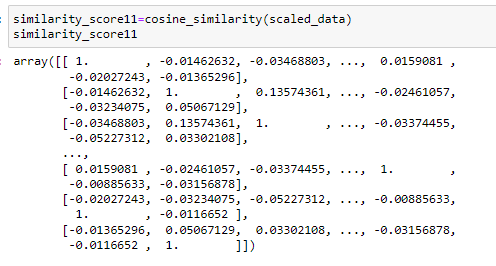 similarity_score11=cosine_similarity(scaled_data)
similarity_score11
array([[ 1.        , -0.01462632, -0.03468803, ...,  0.0159081 ,
        -0.02027243, -0.01365296],
       [-0.01462632,  1.        ,  0.13574361, ..., -0.02461057,
        -0.03234075,  0.05067129],
       [-0.03468803,  0.13574361,  1.        , ..., -0.03374455,
        -0.05227312,  0.03302108],
       ...,
       [ 0.0159081 , -0.02461057, -0.03374455, ...,  1.        ,
        -0.00885633, -0.03156878],
       [-0.02027243, -0.03234075, -0.05227312, ..., -0.00885633,
         1.        , -0.0116652 ],
       [-0.01365296,  0.05067129,  0.03302108, ..., -0.03156878,
        -0.0116652 ,  1.        ]])